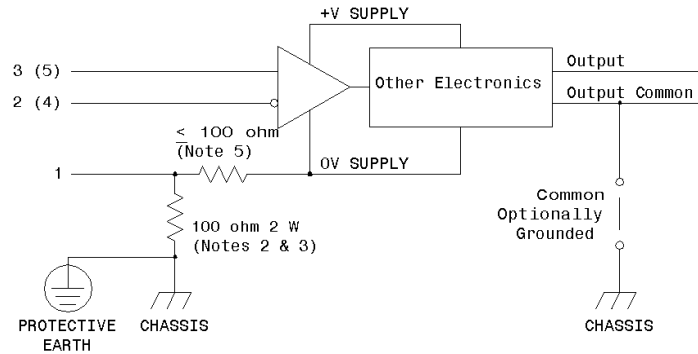 +V SUPPLY
3 (5)
2 (4)
Other Electronics
Output
Output Common
≤ 100 ohm
(Note 5)
0V SUPPLY
1
100 ohm 2 W
(Notes 2 & 3)
Common
Optionally
Grounded
PROTECTIVE
EARTH
CHASSIS
CHASSIS